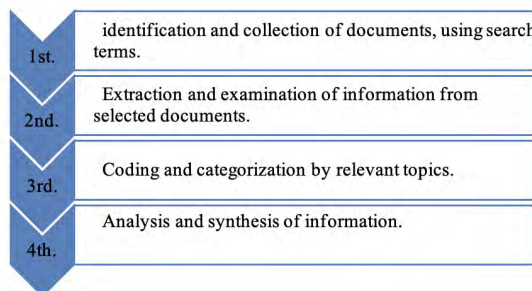 identification and collection of documents, using search
1st.
terms.
Extraction and examination of information from
2nd.
selected documents.
Coding and categorization by relevant topics.
3rd.
Analysis and synthesis of information.
4th.